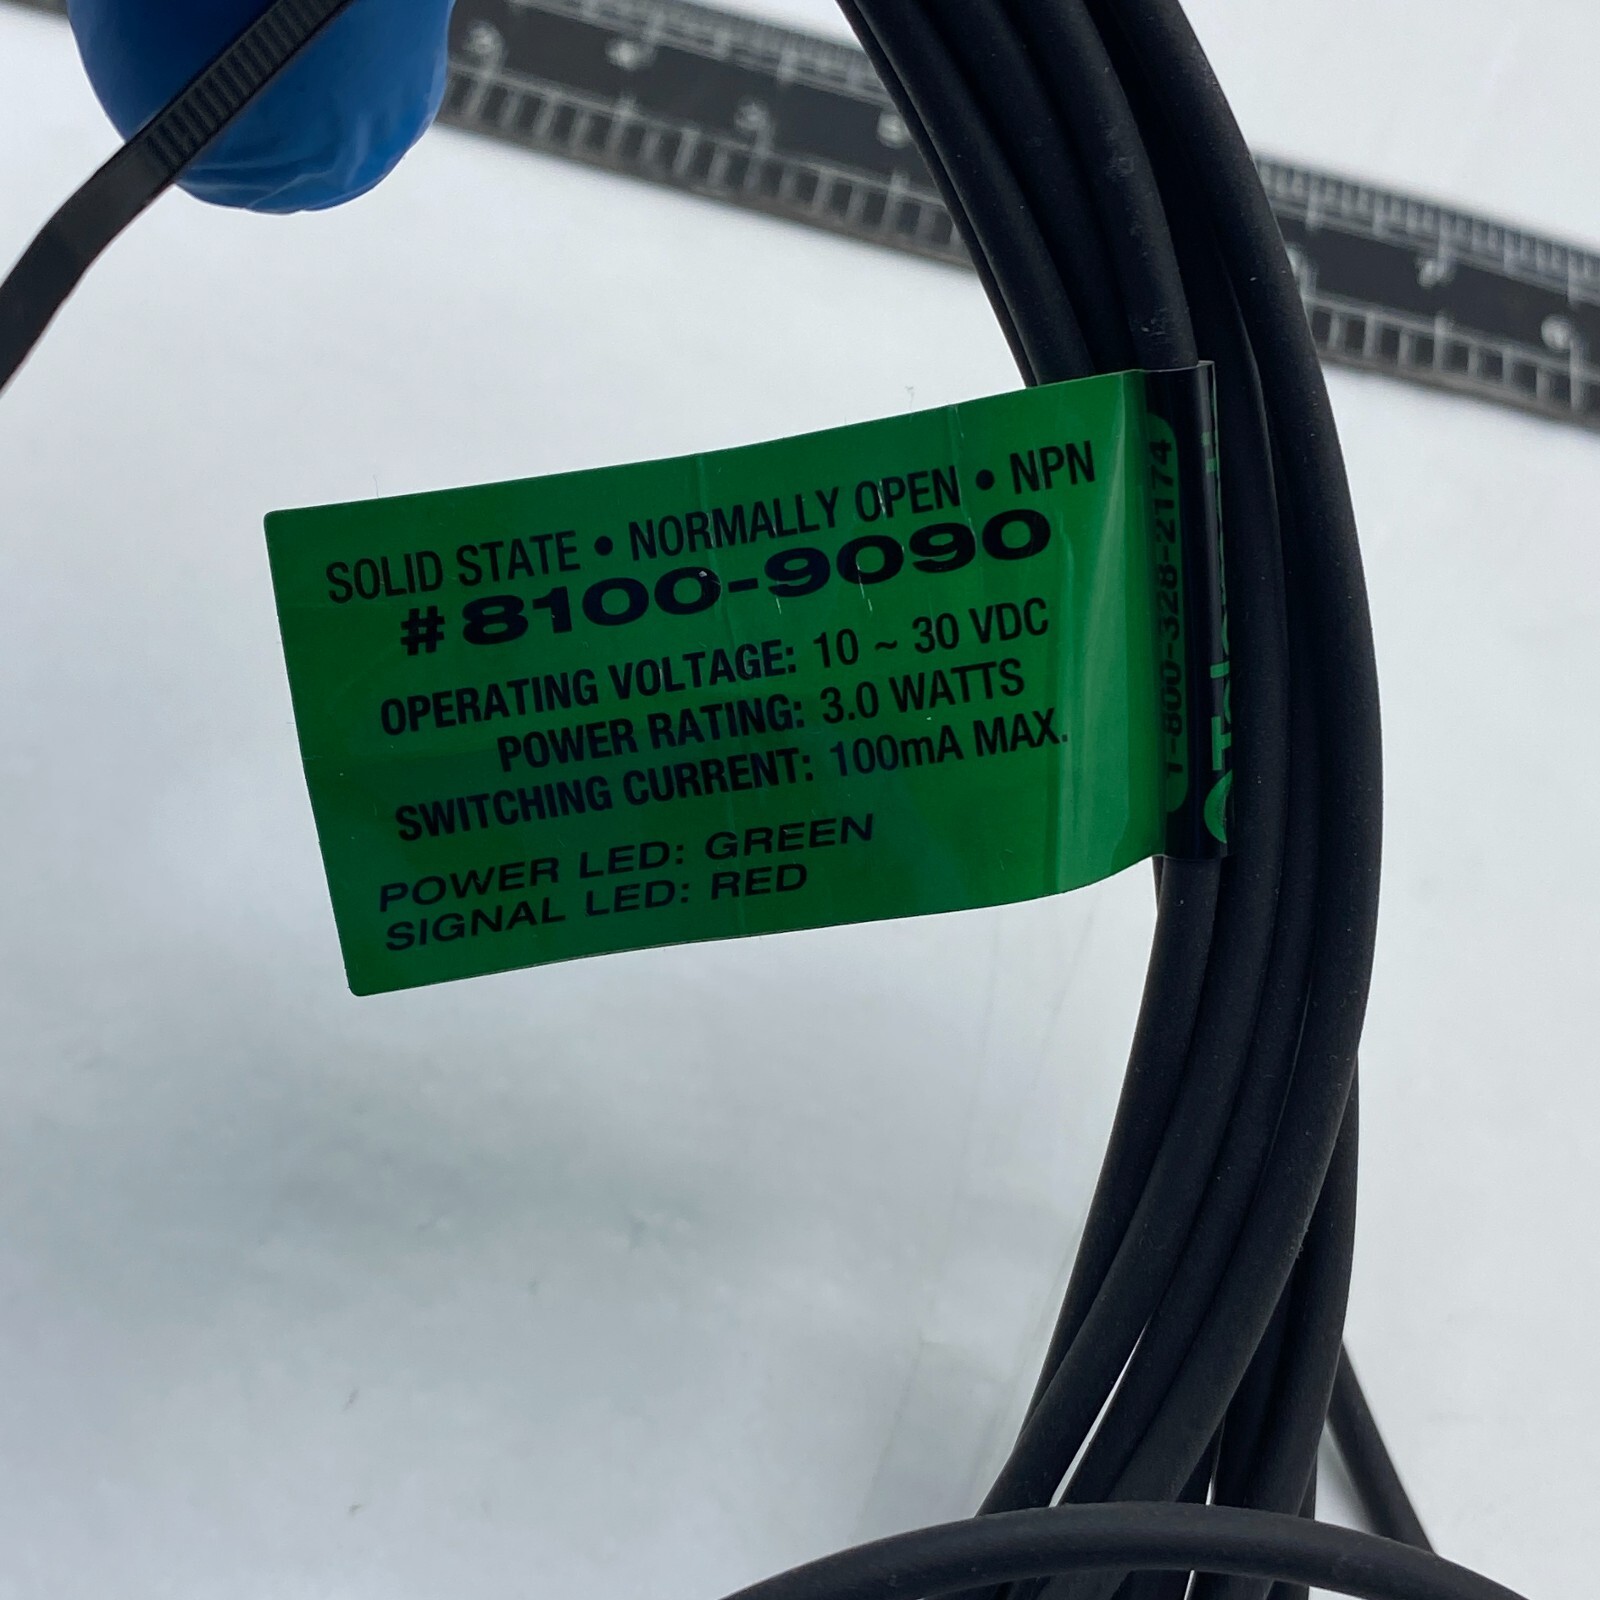 SOLID STATE • NORMALLY OPEN • NPN
#8100-9090
OPERATING VOLTAGE: 10 ~ 30 VDC
POWER RATING: 3.0 WATTS
SWITCHING CURRENT: 100mA MAX.
POWER LED: GREEN
SIGNAL LED: RED
1-800-328-2174